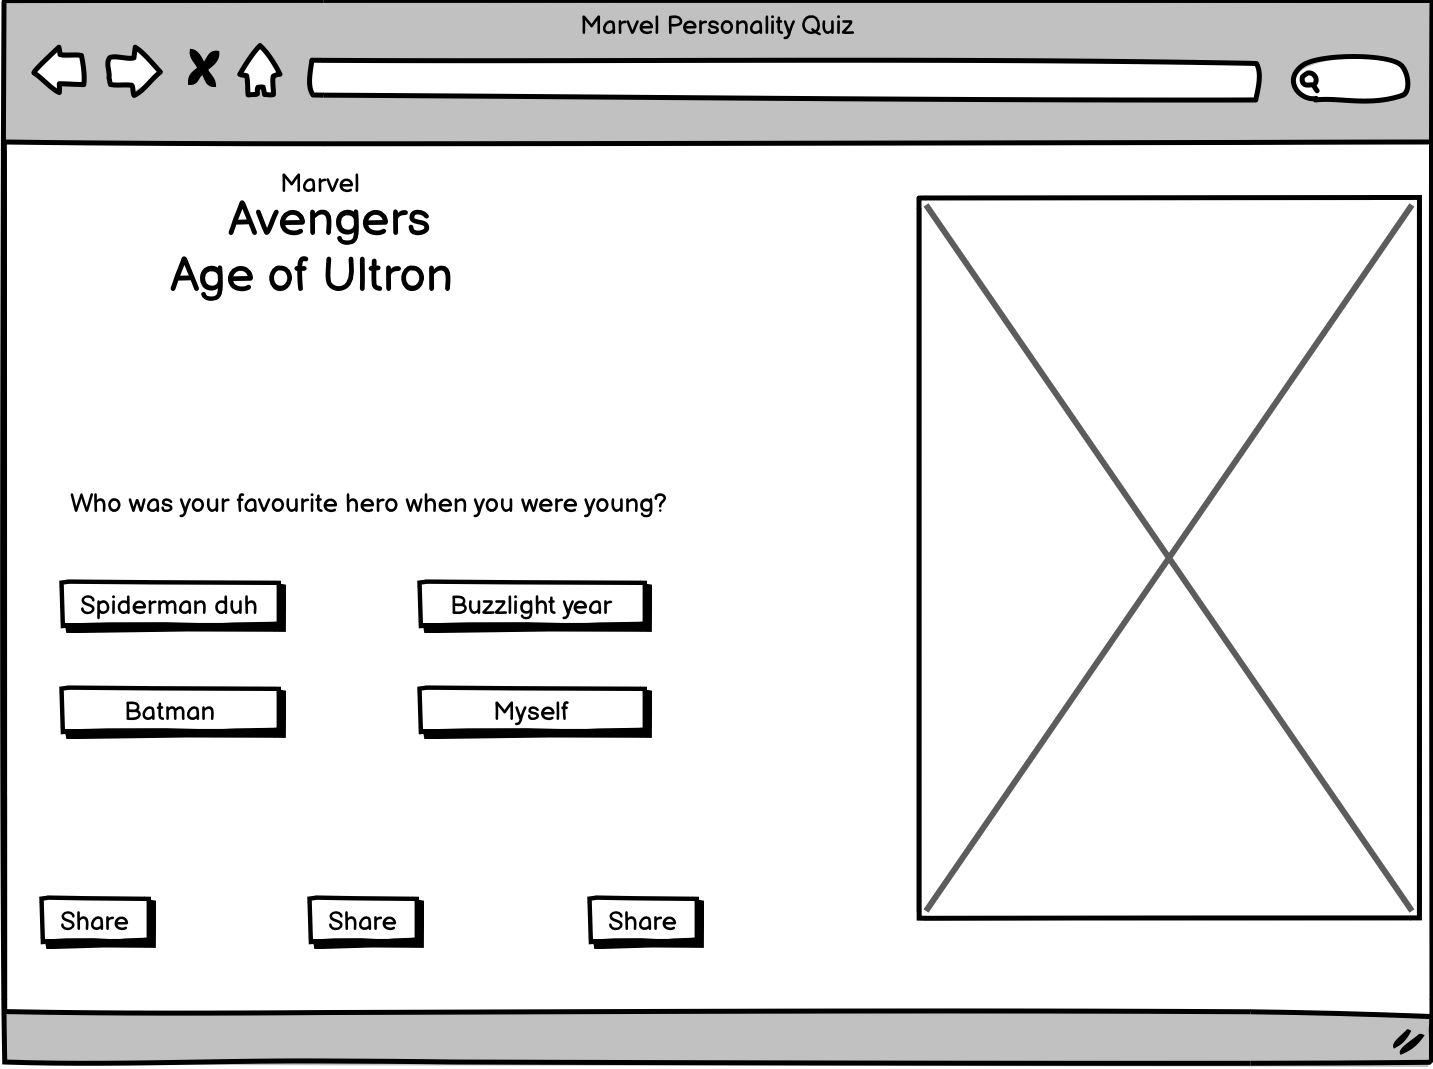 Marvel Personality Quiz
Marvel
Avengers
Age of Ultron
Who was your favourite hero when you were young?
Spiderman duh
Buzzlight year
Batman
Myself
Share
Share
Share